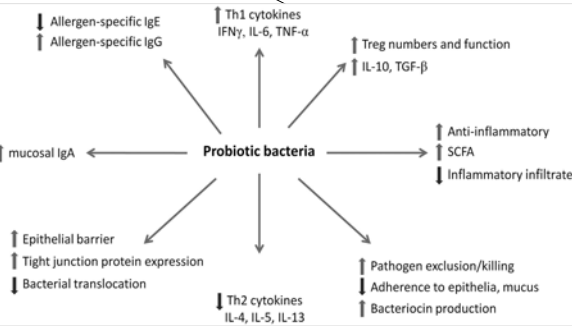 ⬇ Allergen-specific IgE
⬆ Allergen-specific IgG
⬆ Th1 cytokines
IFNγ, IL-6, TNF-α
⬆ Treg numbers and function
⬆ IL-10, TGF-β
⬆ mucosal IgA
Probiotic bacteria
⬆ Anti-inflammatory
⬆ SCFA
⬇ Inflammatory infiltrate
⬆ Epithelial barrier
⬆ Tight junction protein expression
⬇ Bacterial translocation
⬇ Th2 cytokines
IL-4, IL-5, IL-13
⬆ Pathogen exclusion/killing
⬇ Adherence to epithelia, mucus
⬆ Bacteriocin production